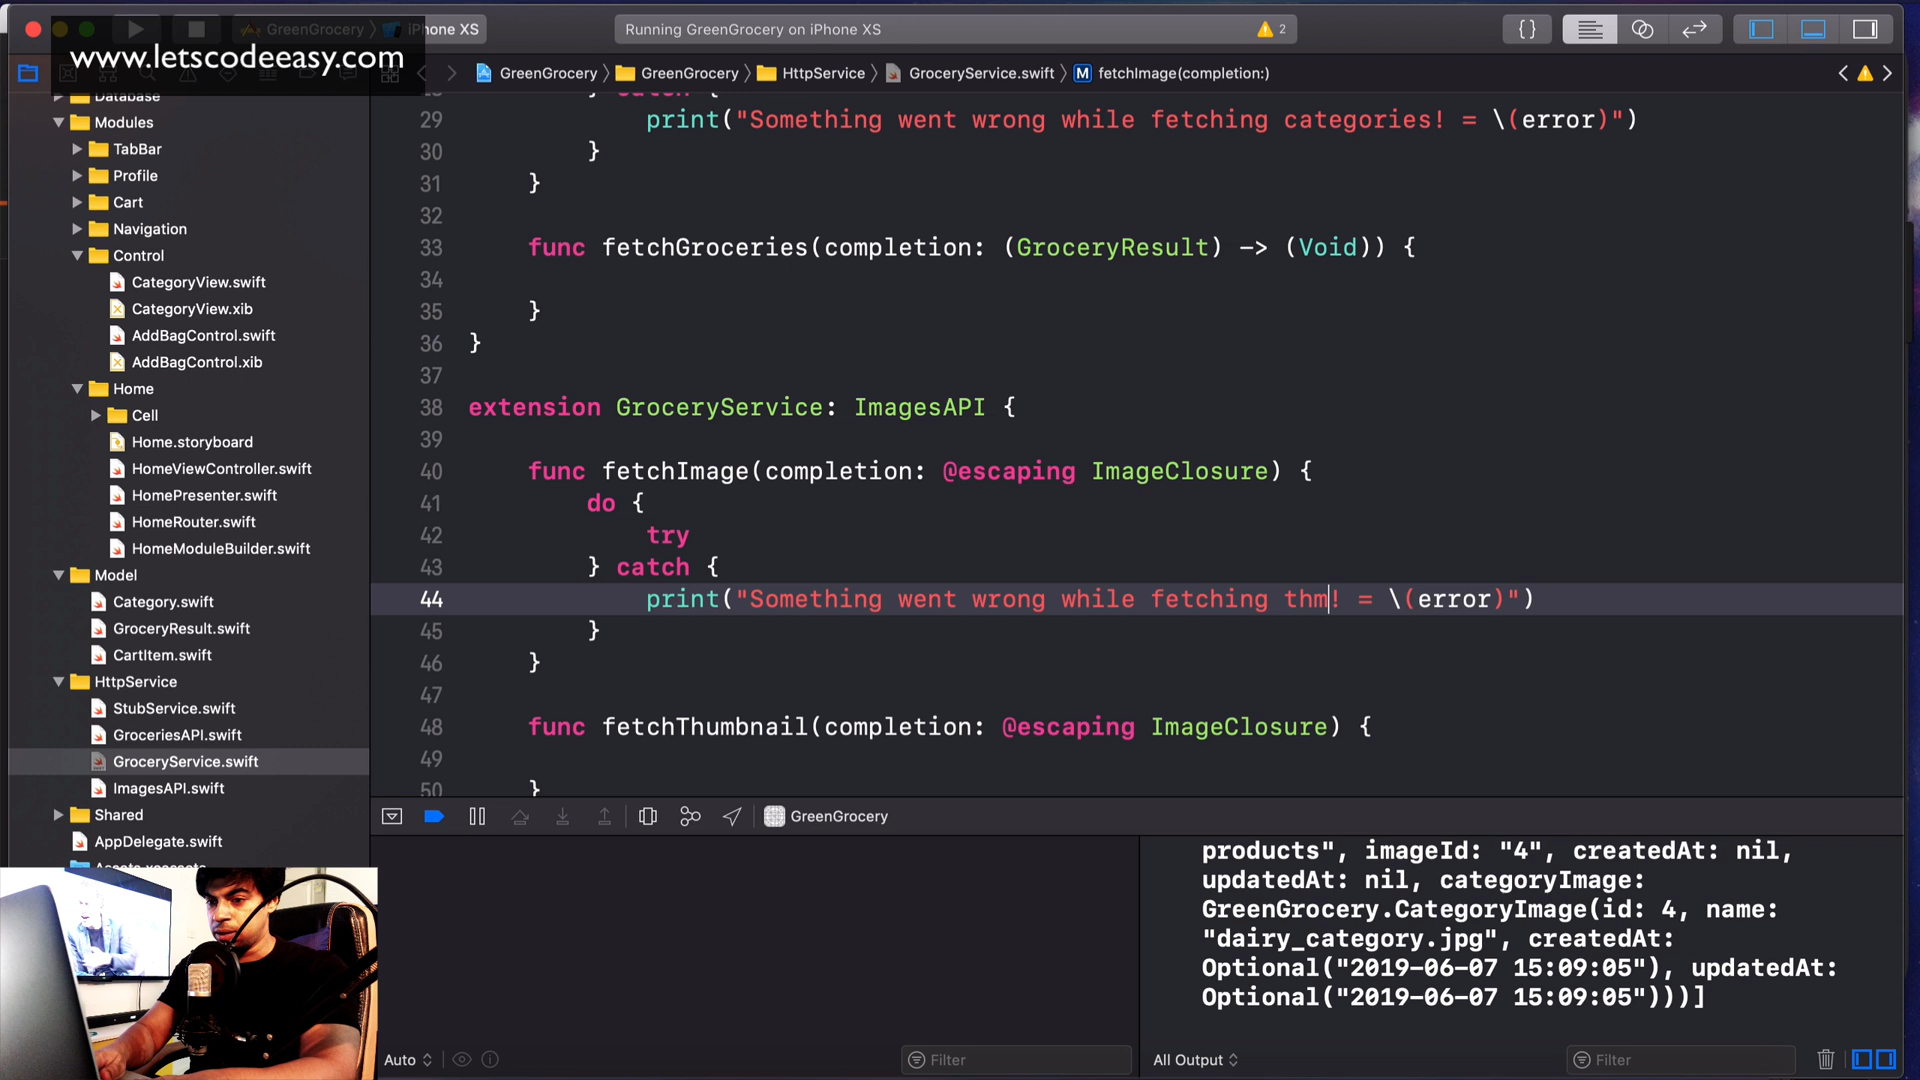 GreenGrocery
iPhone XS
Running GreenGrocery on iPhone XS
2
www.letscodeeasy.com
GreenGrocery
GreenGrocery
HttpService
GroceryService.swift
M
fetchImage(completion:)
Database
Modules
TabBar
Profile
Cart
Navigation
Control
CategoryView.swift
CategoryView.xib
AddBagControl.swift
AddBagControl.xib
Home
Cell
Home.storyboard
HomeViewController.swift
HomePresenter.swift
HomeRouter.swift
HomeModuleBuilder.swift
Model
Category.swift
GroceryResult.swift
CartItem.swift
HttpService
StubService.swift
GroceriesAPI.swift
GroceryService.swift
ImagesAPI.swift
Shared
AppDelegate.swift
Assets.xcassets
} catch {
29 print("Something went wrong while fetching categories! = \(error)")
30 }
31 }
32
33 func fetchGroceries(completion: (GroceryResult) -> (Void)) {
34
35 }
36 }
37
38 extension GroceryService: ImagesAPI {
39
40 func fetchImage(completion: @escaping ImageClosure) {
41 do {
42 try
43 } catch {
44 print("Something went wrong while fetching thm! = \(error)")
45 }
46 }
47
48 func fetchThumbnail(completion: @escaping ImageClosure) {
49
50 }
GreenGrocery
products", imageId: "4", createdAt: nil,
updatedAt: nil, categoryImage:
GreenGrocery.CategoryImage(id: 4, name:
"dairy_category.jpg", createdAt:
Optional("2019-06-07 15:09:05"), updatedAt:
Optional("2019-06-07 15:09:05")))]
Auto
Filter
All Output
Filter